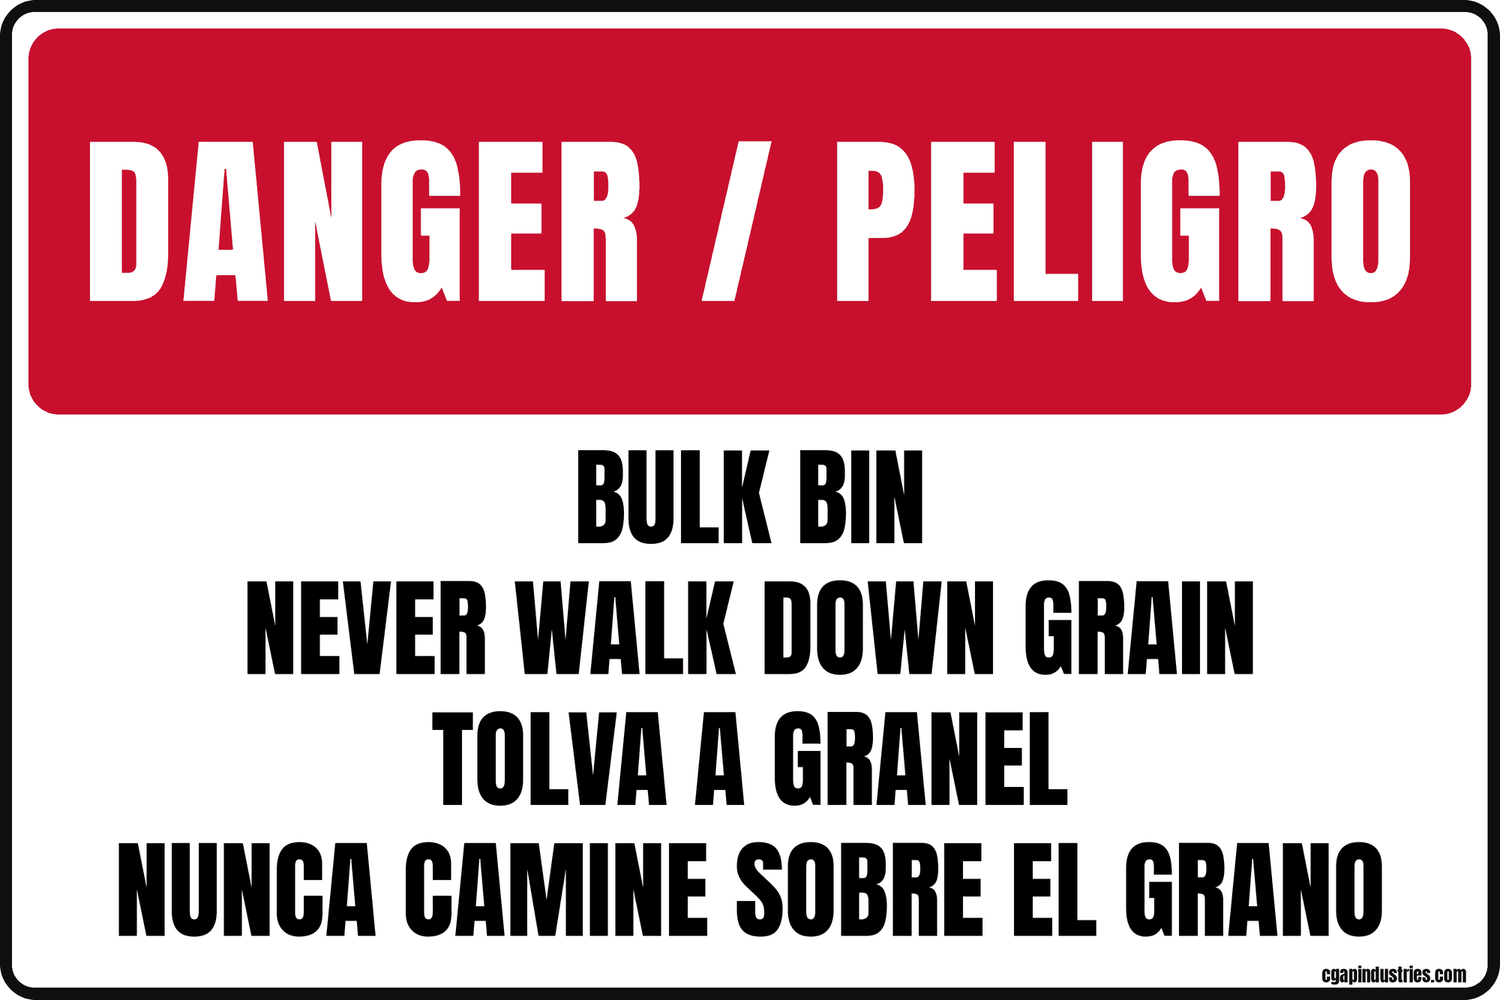 DANGER / PELIGRO
BULK BIN
NEVER WALK DOWN GRAIN
TOLVA A GRANEL
NUNCA CAMINE SOBRE EL GRANO
cgapindustries.com